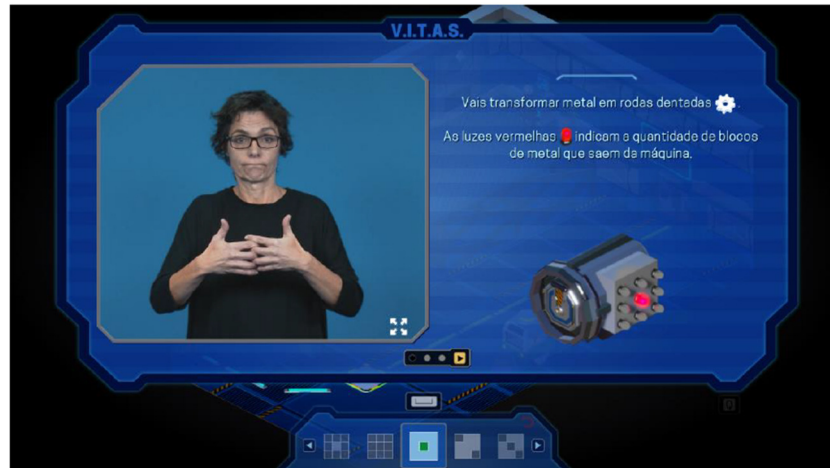 V.I.T.A.S.
Vais transformar metal em rodas dentadas.
As luzes vermelhas indicam a quantidade de blocos
de metal que saem da máquina.